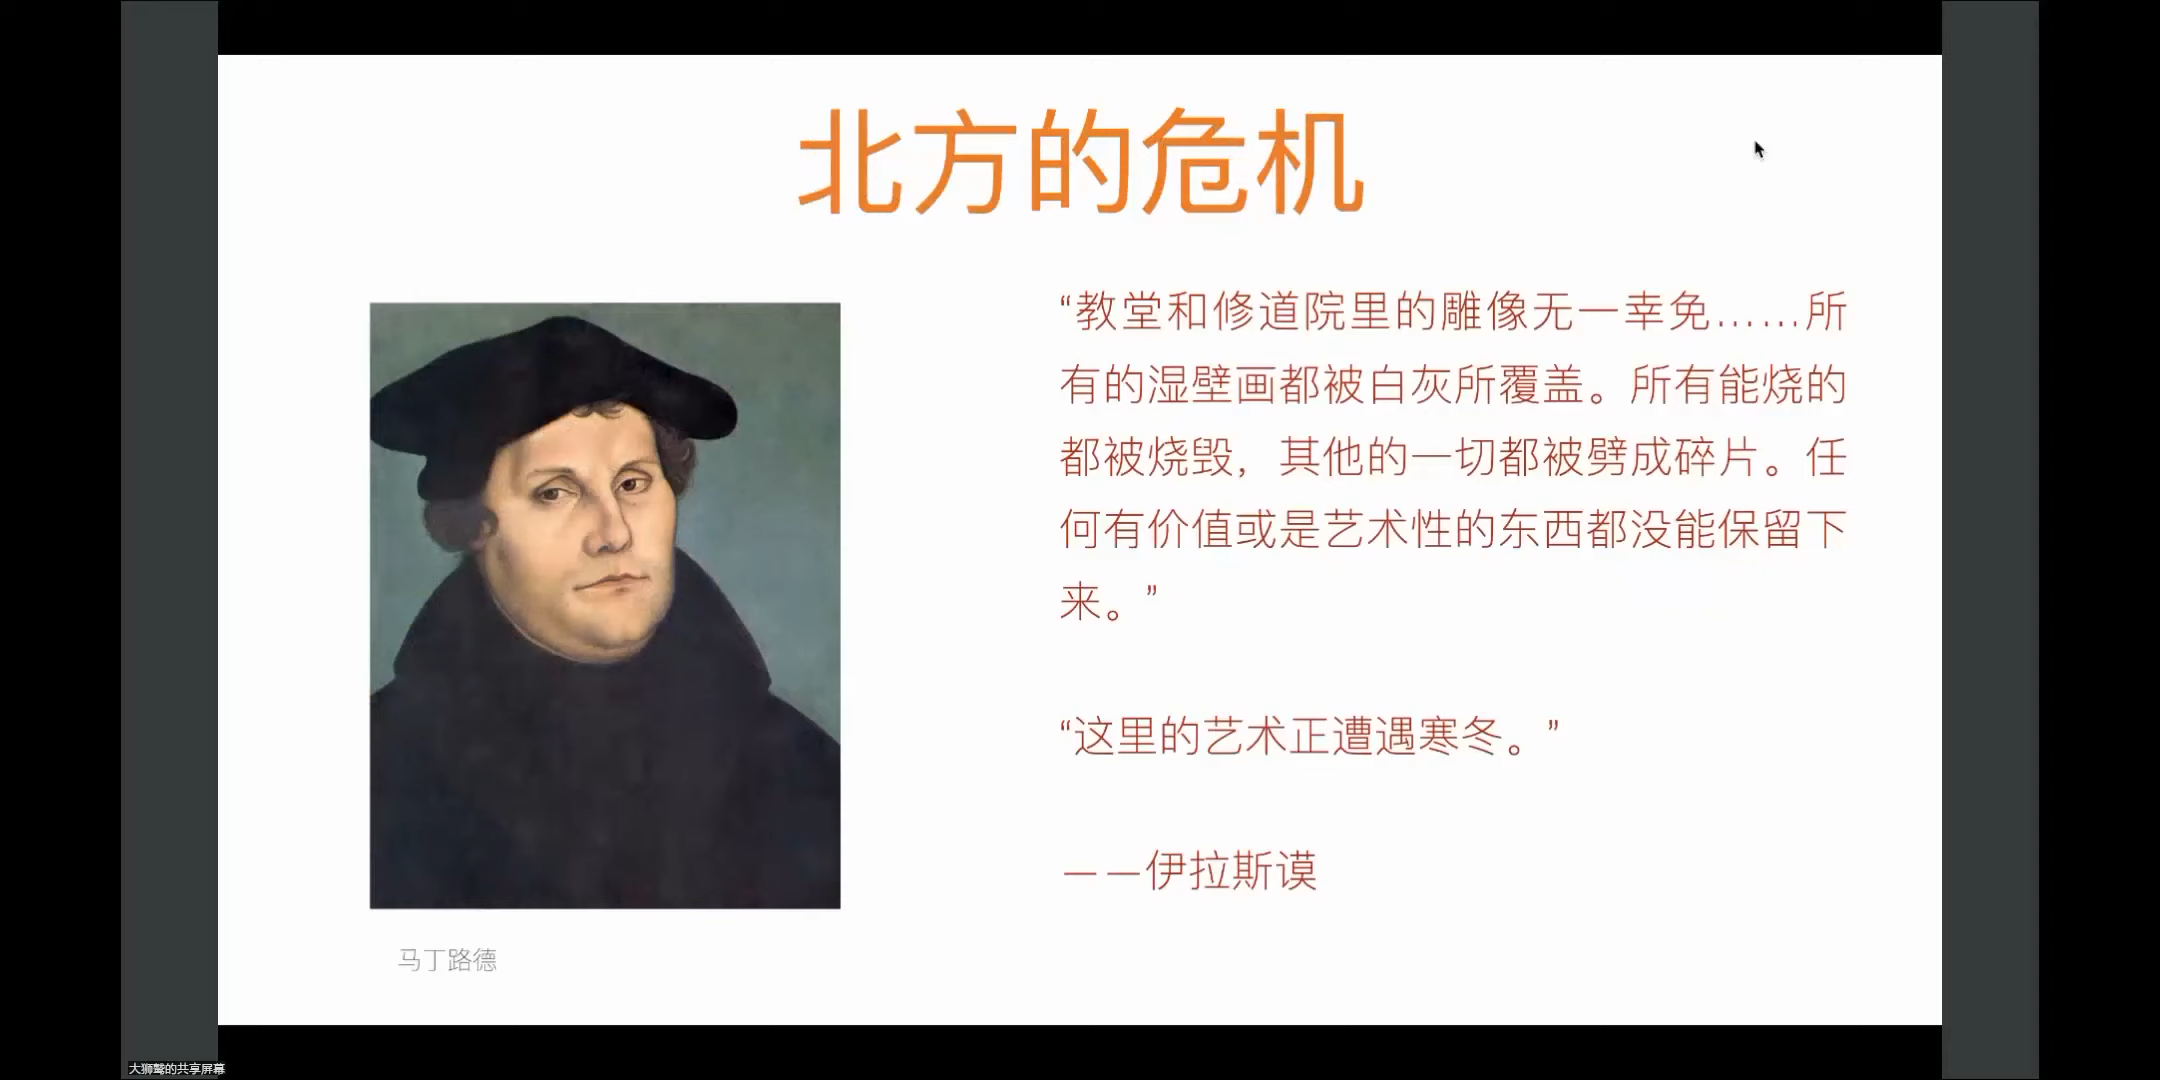 北方的危机
“教堂和修道院里的雕像无一幸免……所
有的湿壁画都被白灰所覆盖。所有能烧的
都被烧毁，其他的一切都被劈成碎片。任
何有价值或是艺术性的东西都没能保留下
来。”
“这里的艺术正遭遇寒冬。”
——伊拉斯谟
马丁路德
大狮鹫的共享屏幕